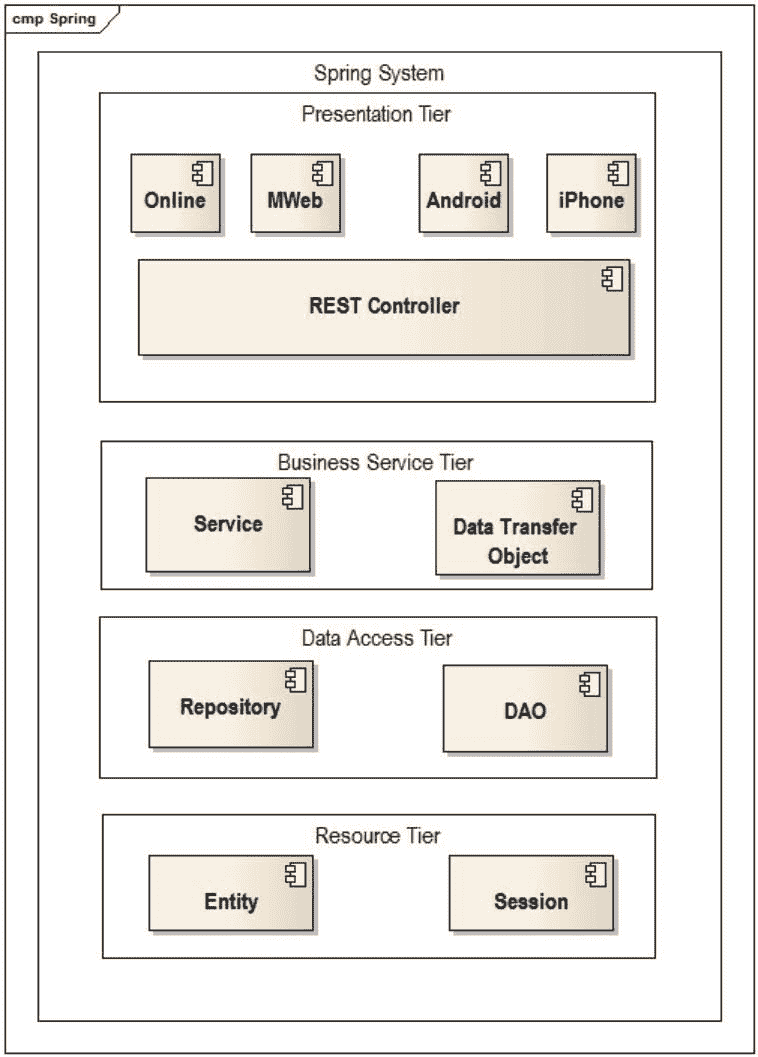 cmp Spring
Spring System
Presentation Tier
Online
MWeb
Android
iPhone
REST Controller
Business Service Tier
Service
Data Transfer
Object
Data Access Tier
Repository
DAO
Resource Tier
Entity
Session